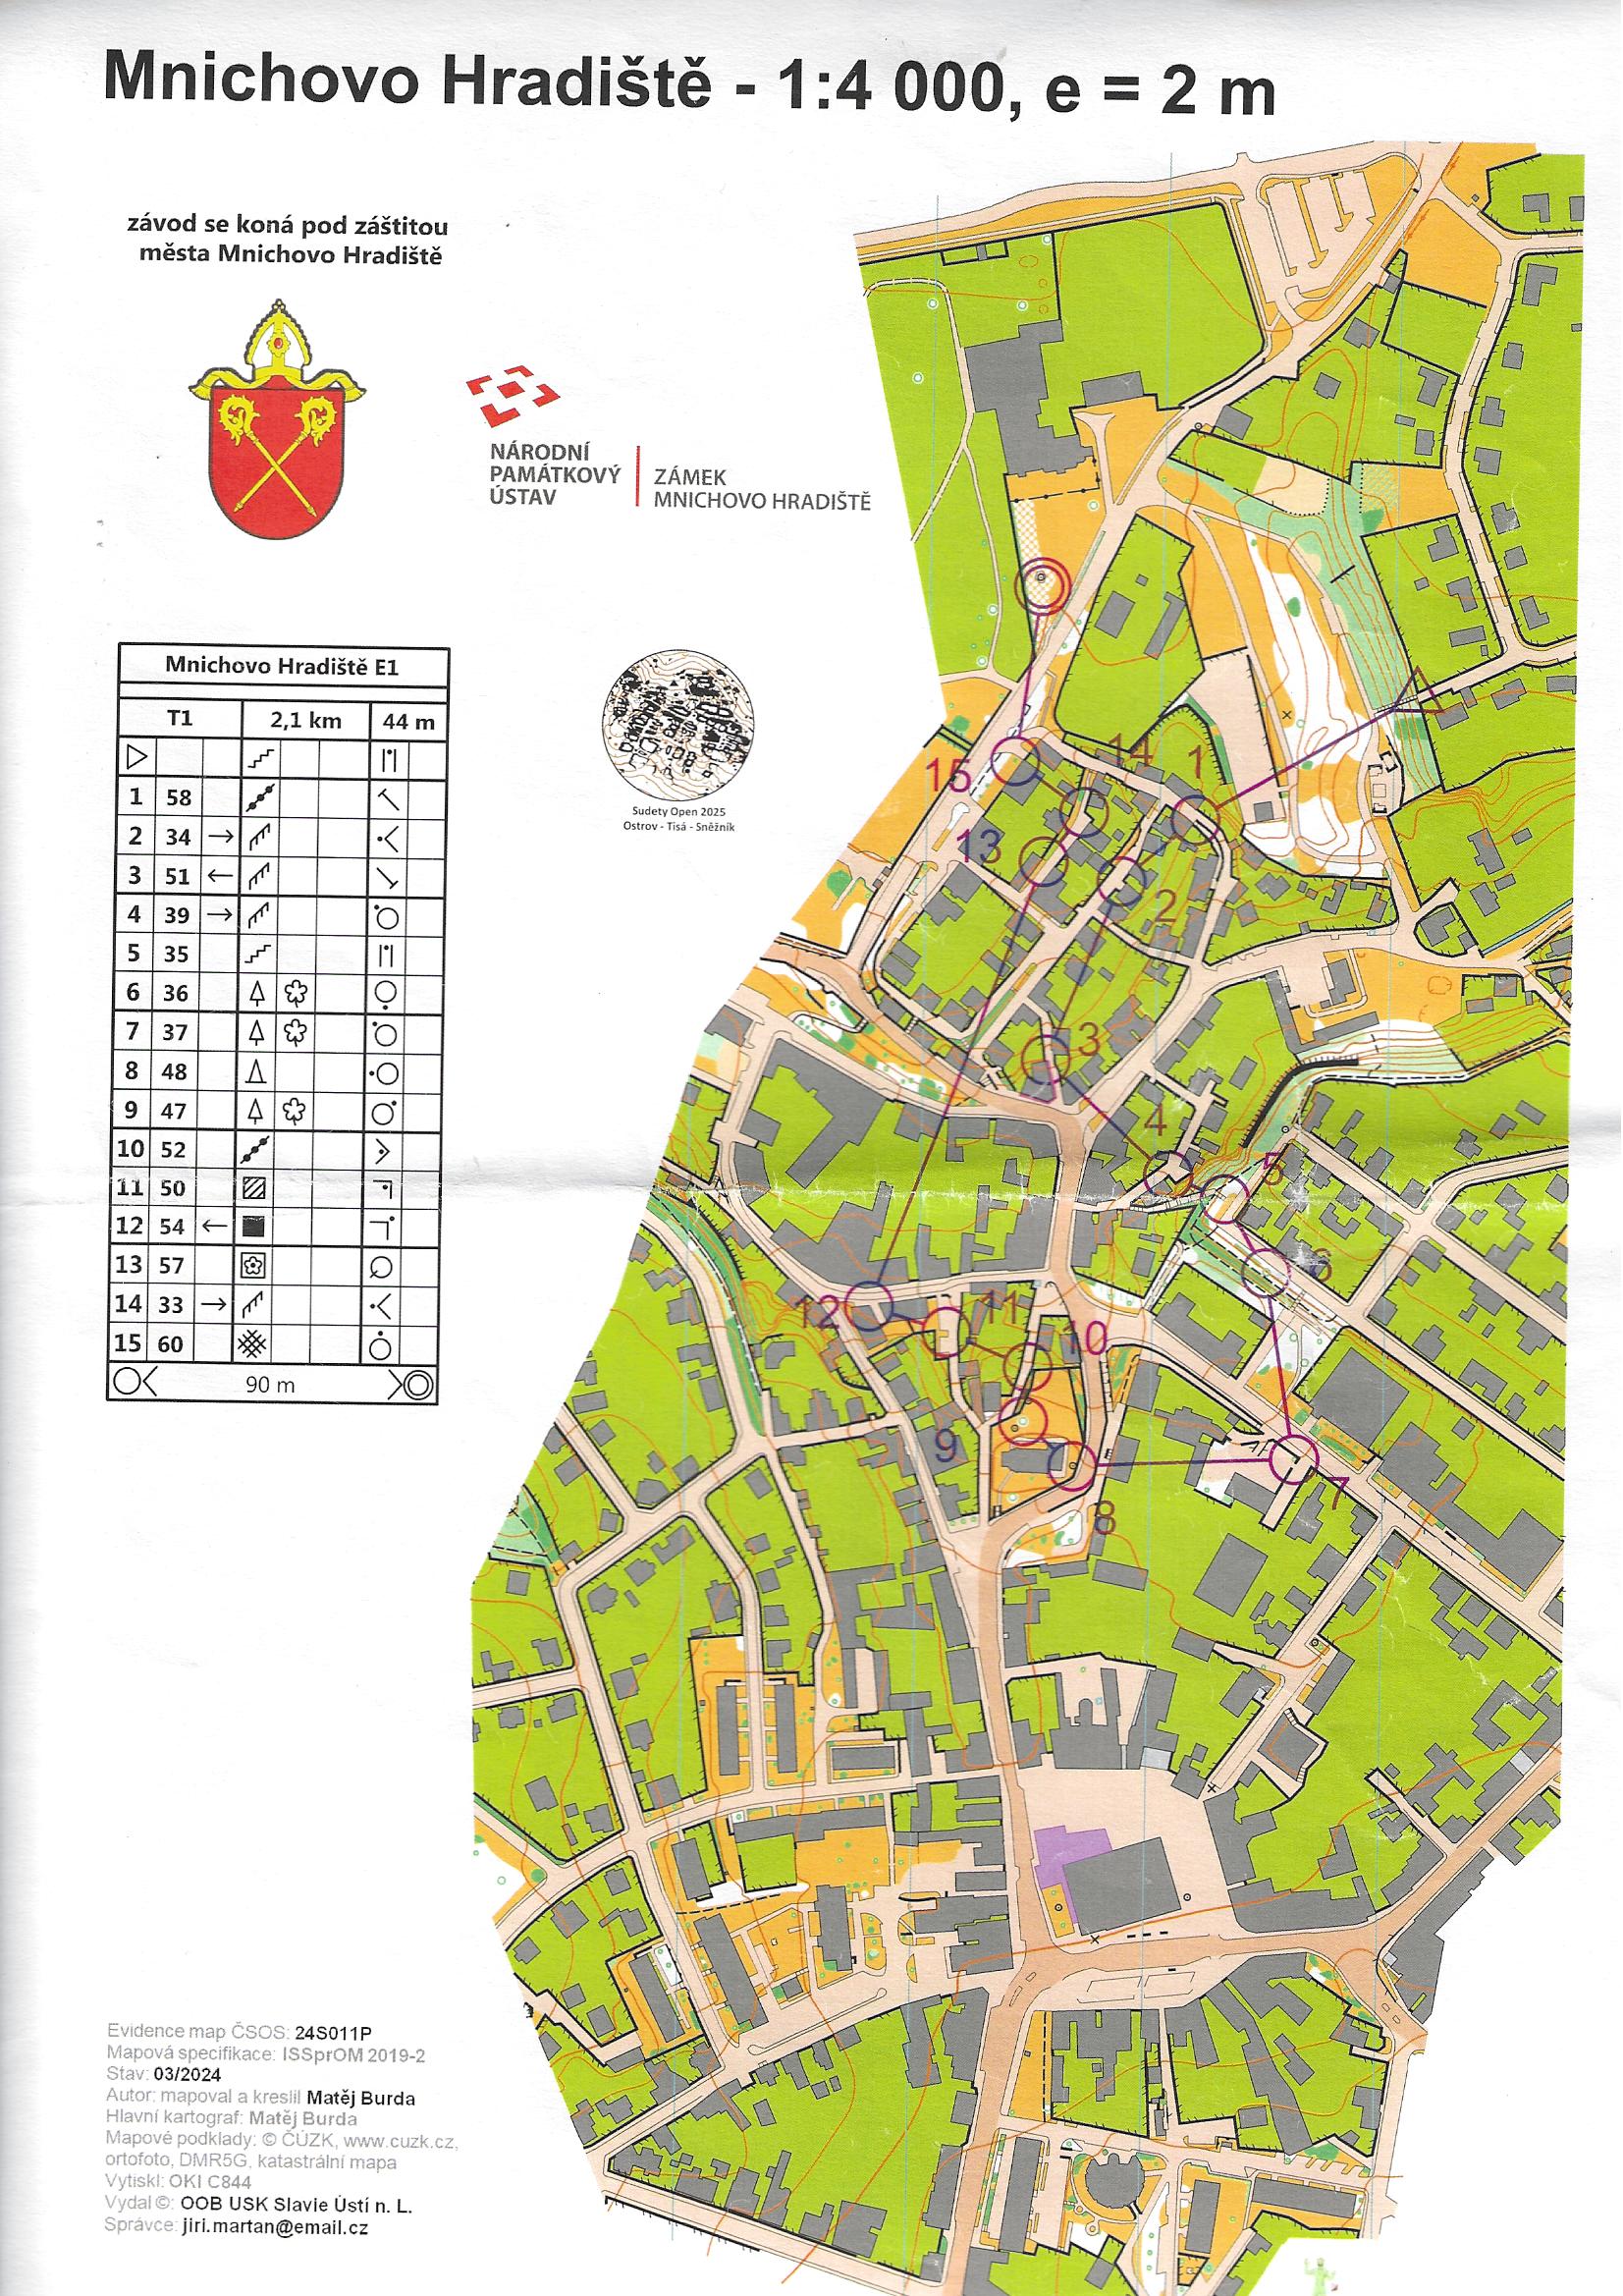 Mnichovo Hradiště - 1:4 000, e = 2 m
závod se koná pod záštitou
města Mnichovo Hradiště
NÁRODNÍ
PAMÁTKOVÝ
ÚSTAV
ZÁMEK
MNICHOVO HRADIŠTĚ
Sudety Open 2025
Ostrov - Tisá - Sněžník
Mnichovo Hradiště E1
T1 2,1 km 44 m
1 58
2 34
3 51
4 39
5 35
6 36
7 37
8 48
9 47
10 52
11 50
12 54
13 57
14 33
15 60
90 m
14
1
15
13
2
3
4
5
6
12
11
10
9
7
8
Evidence map ČSOS: 24S011P
Mapová specifikace: ISSprOM 2019-2
Stav: 03/2024
Autor: mapoval a kreslil Matěj Burda
Hlavní kartograf: Matěj Burda
Mapové podklady: © ČÚZK, www.cuzk.cz,
ortofoto, DMR5G, katastrální mapa
Vytiskl: OKI C844
Vydal ©: OOB USK Slavie Ústí n. L.
Správce: jiri.martan@email.cz